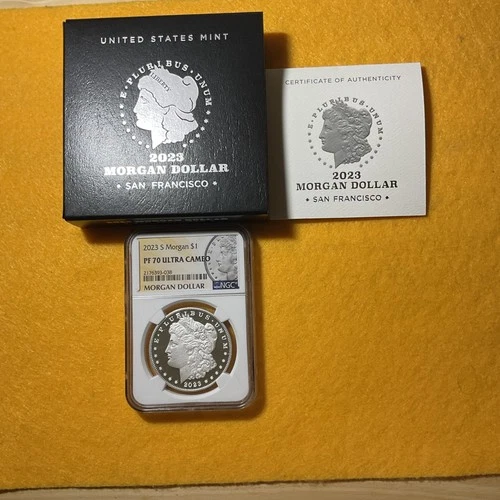 UNITED STATES MINT
E·PLURIBUS·UNUM
LIBERTY
2023
MORGAN DOLLAR
• SAN FRANCISCO •
CERTIFICATE OF AUTHENTICITY
E·PLURIBUS·UNUM
2023
MORGAN DOLLAR
• SAN FRANCISCO •
2023 S Morgan $1
PF 70 ULTRA CAMEO
MORGAN DOLLAR
NGC
E·PLURIBUS·UNUM
2023